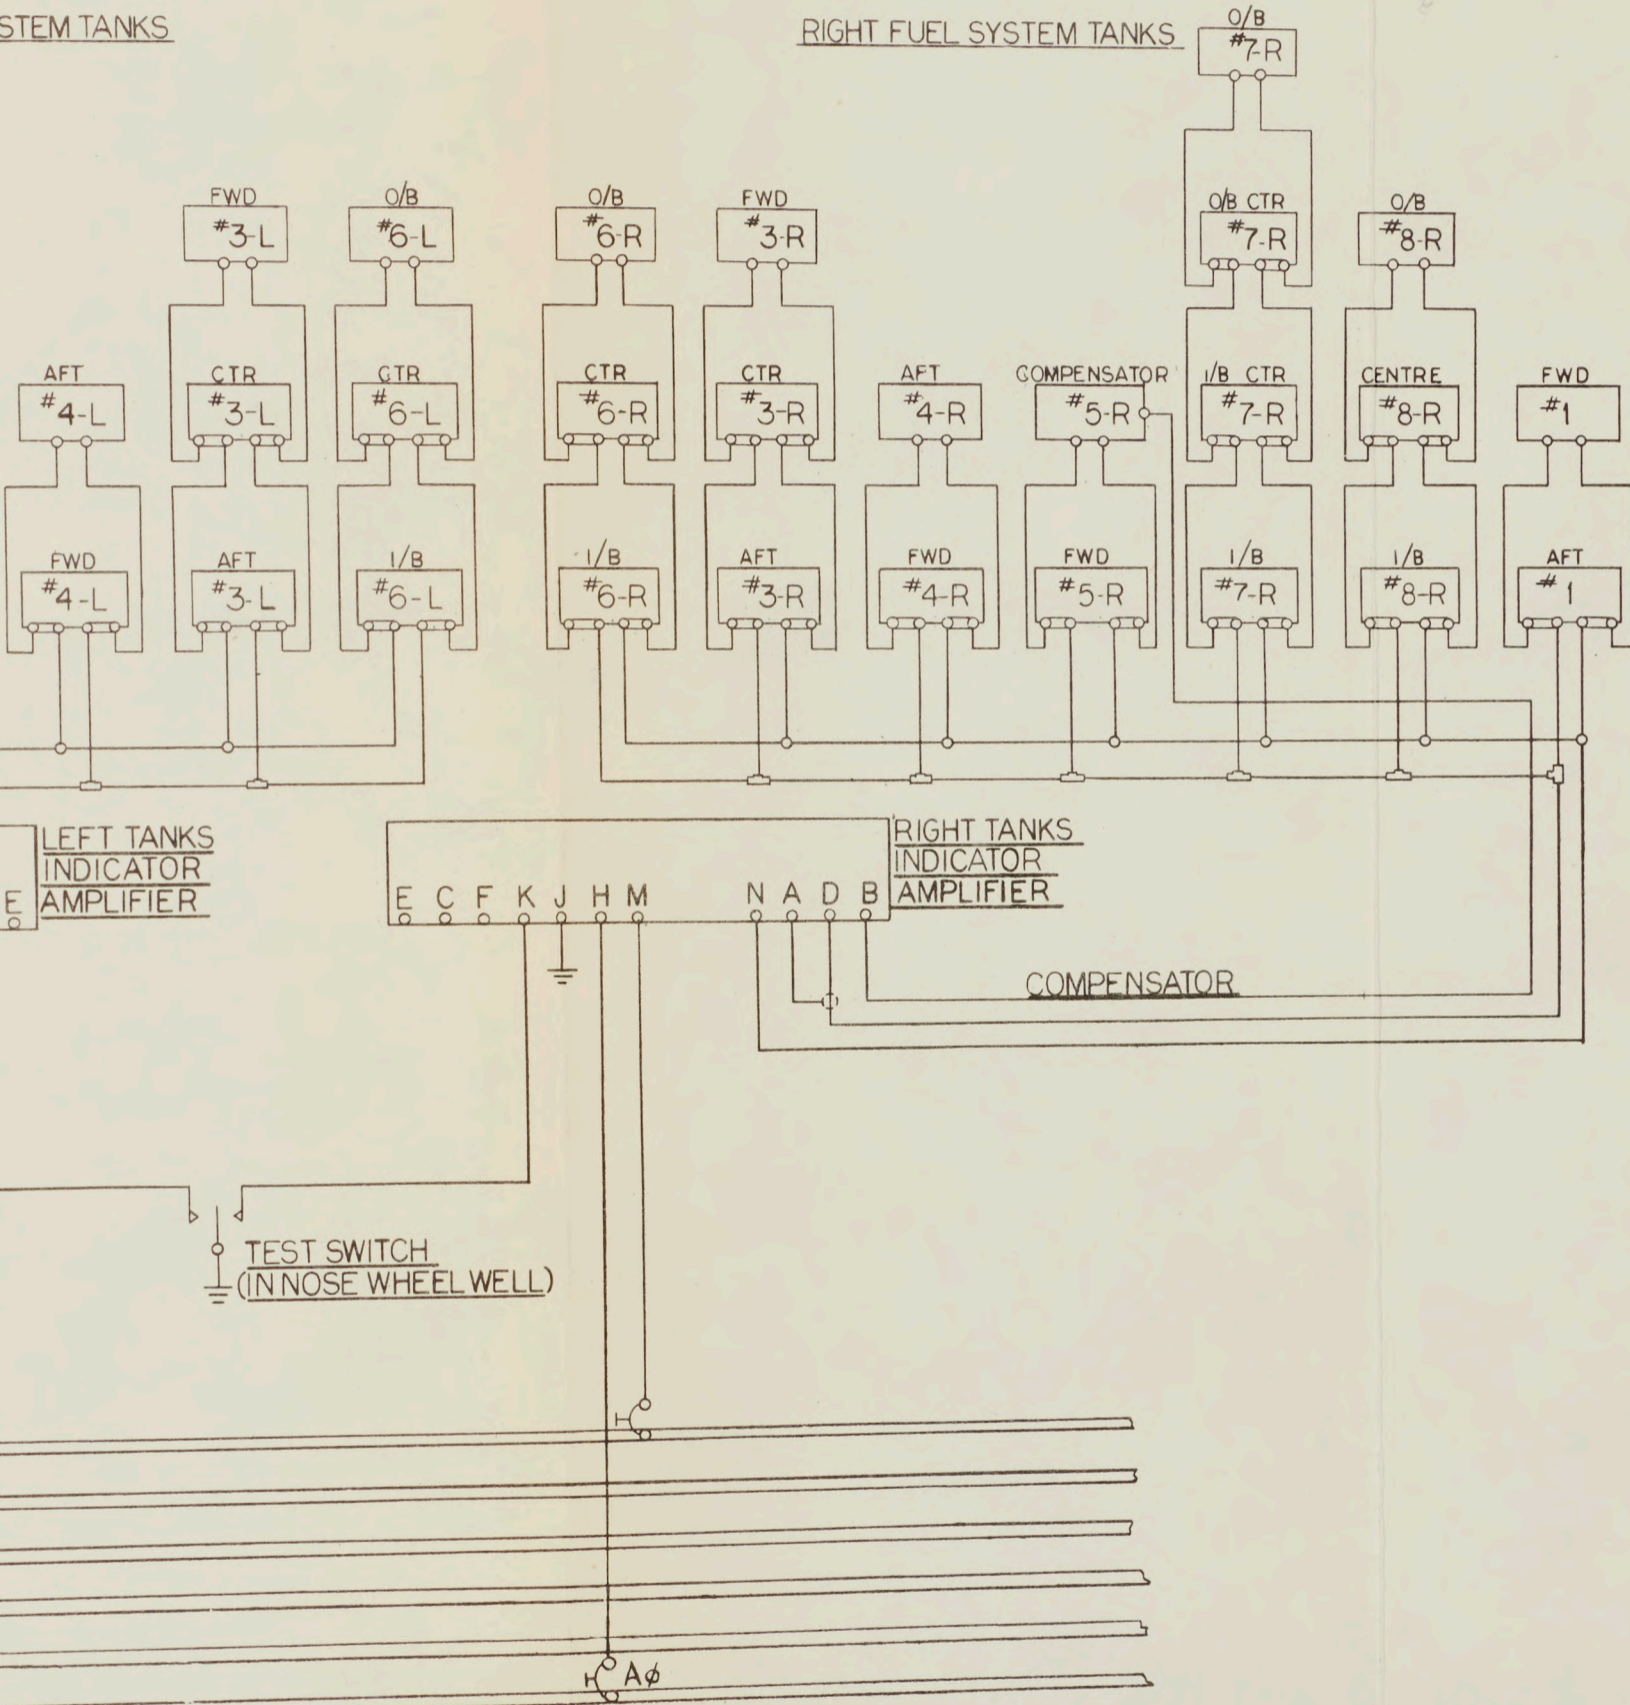 STEM TANKS
RIGHT FUEL SYSTEM TANKS
O/B
#7-R
FWD
#3-L
O/B
#6-L
O/B
#6-R
FWD
#3-R
O/B CTR
#7-R
O/B
#8-R
AFT
#4-L
CTR
#3-L
CTR
#6-L
CTR
#6-R
CTR
#3-R
AFT
#4-R
COMPENSATOR
#5-R
I/B CTR
#7-R
CENTRE
#8-R
FWD
#1
FWD
#4-L
AFT
#3-L
I/B
#6-L
I/B
#6-R
AFT
#3-R
FWD
#4-R
FWD
#5-R
I/B
#7-R
I/B
#8-R
AFT
#1
E
LEFT TANKS
INDICATOR
AMPLIFIER
E C F K J H M N A D B
RIGHT TANKS
INDICATOR
AMPLIFIER
COMPENSATOR
TEST SWITCH
(IN NOSE WHEEL WELL)
Aφ